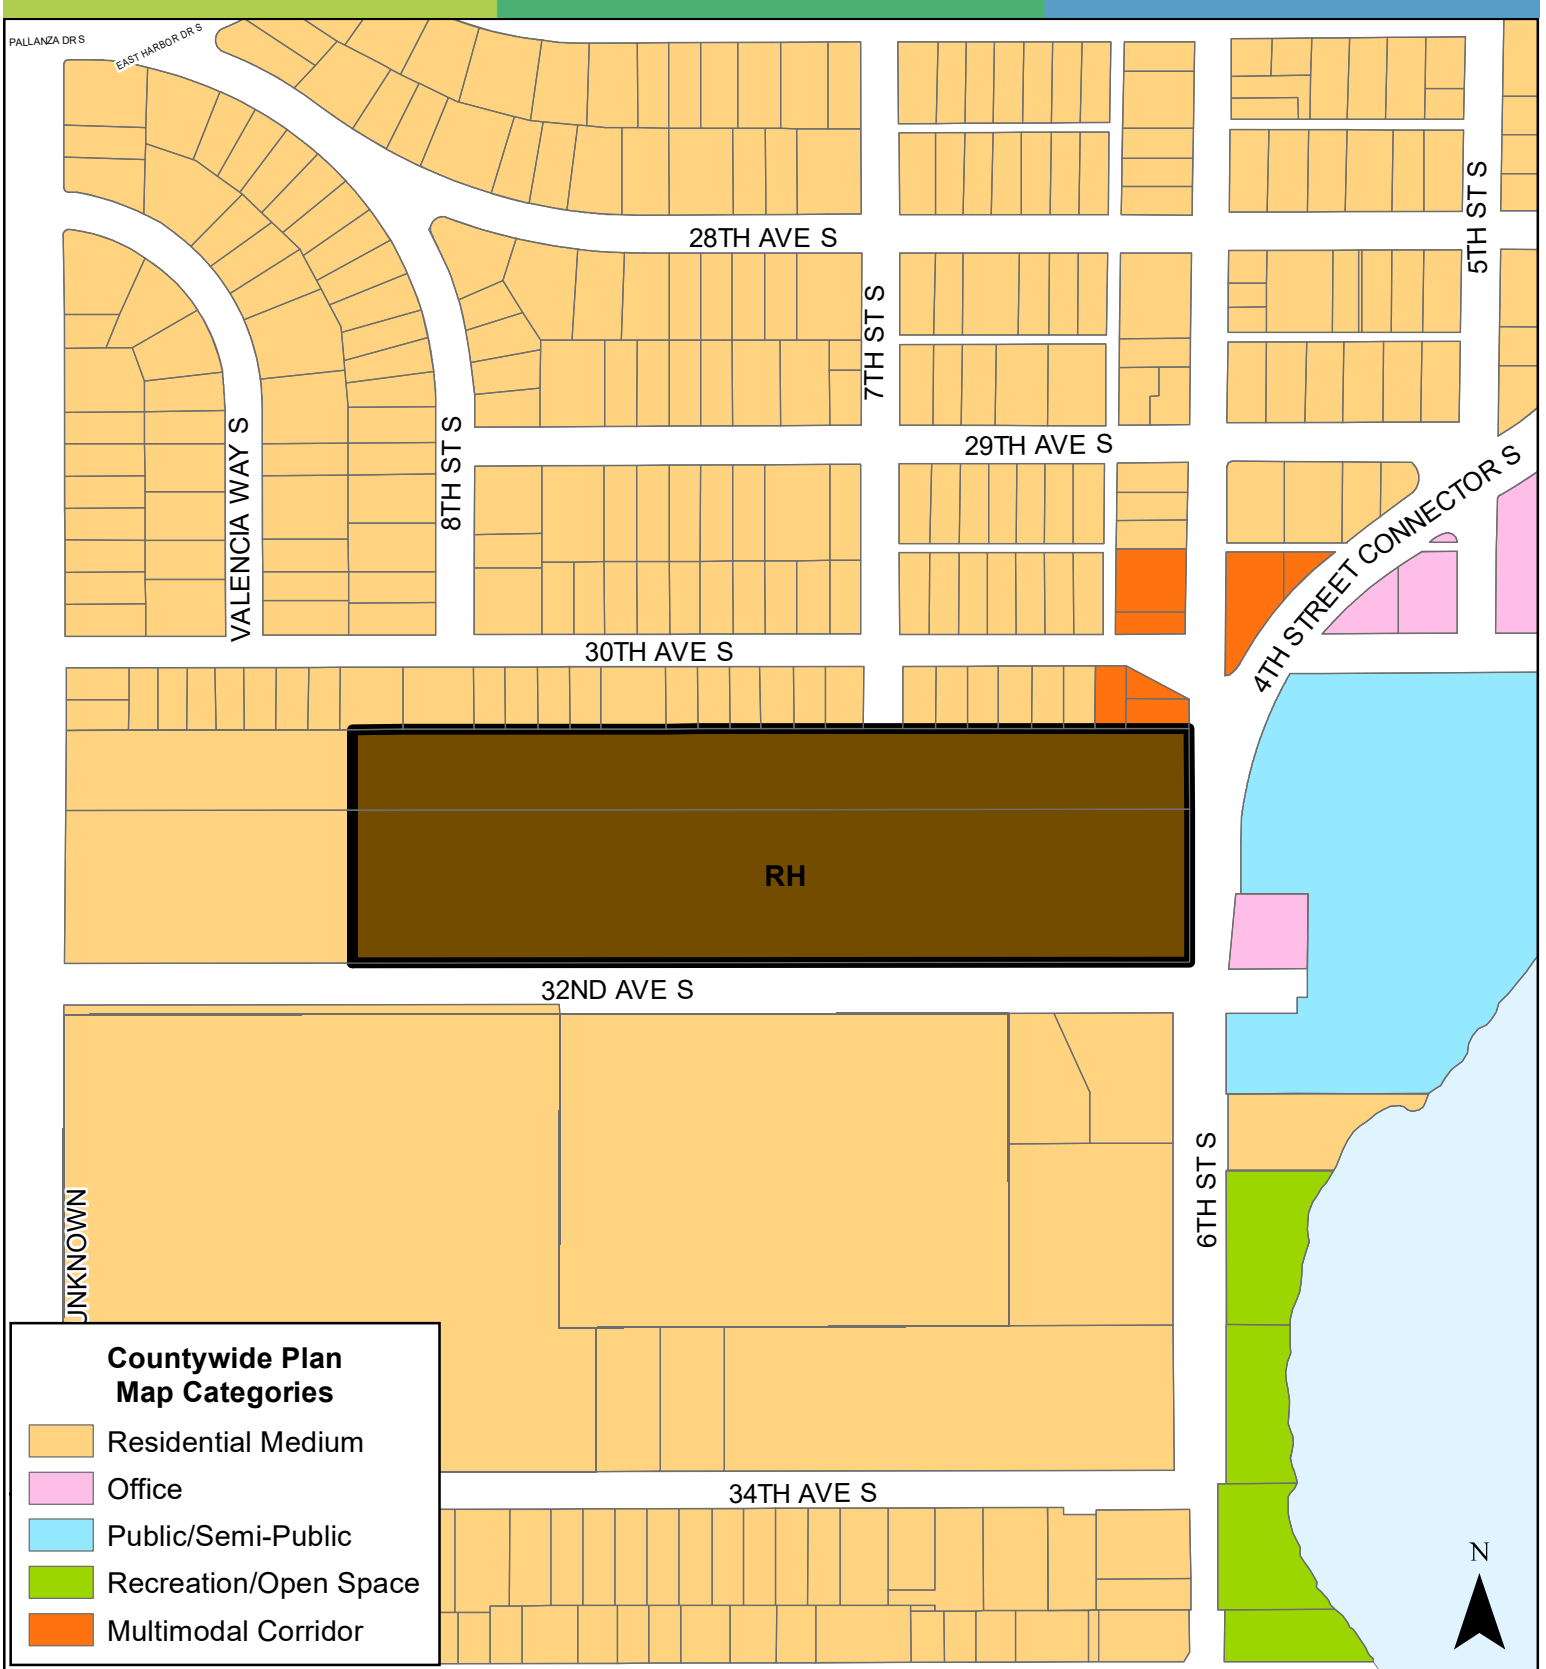 PALLANZA DR S
EAST HARBOR DR S
5TH ST S
28TH AVE S
7TH ST S
29TH AVE S
VALENCIA WAY S
8TH ST S
4TH STREET CONNECTOR S
30TH AVE S
RH
32ND AVE S
6TH ST S
UNKNOWN
Countywide Plan
Map Categories
Residential Medium
Office
Public/Semi-Public
Recreation/Open Space
Multimodal Corridor
34TH AVE S
N